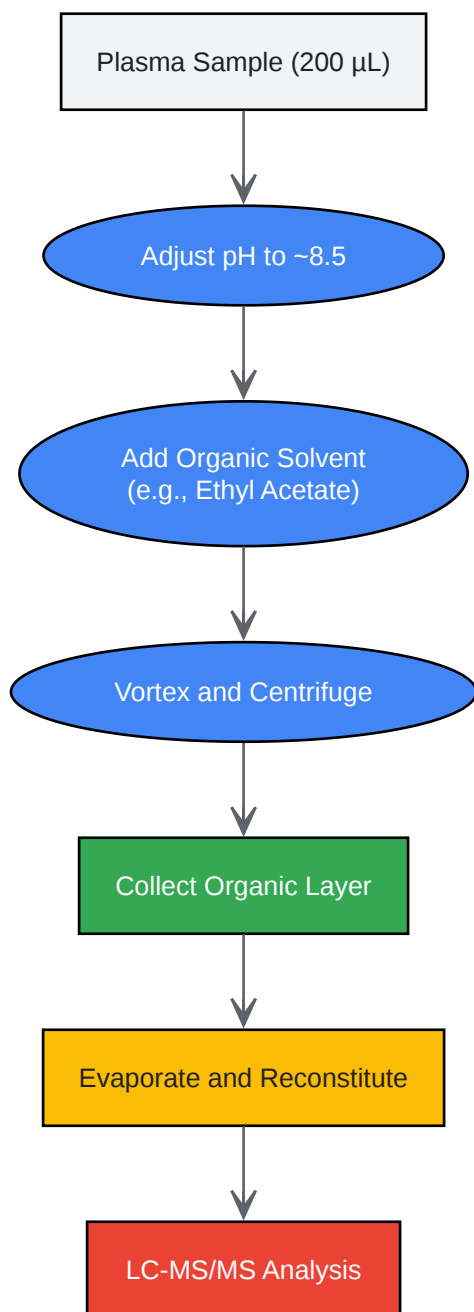 Plasma Sample (200 µL)
Adjust pH to ~8.5
Add Organic Solvent
(e.g., Ethyl Acetate)
Vortex and Centrifuge
Collect Organic Layer
Evaporate and Reconstitute
LC-MS/MS Analysis